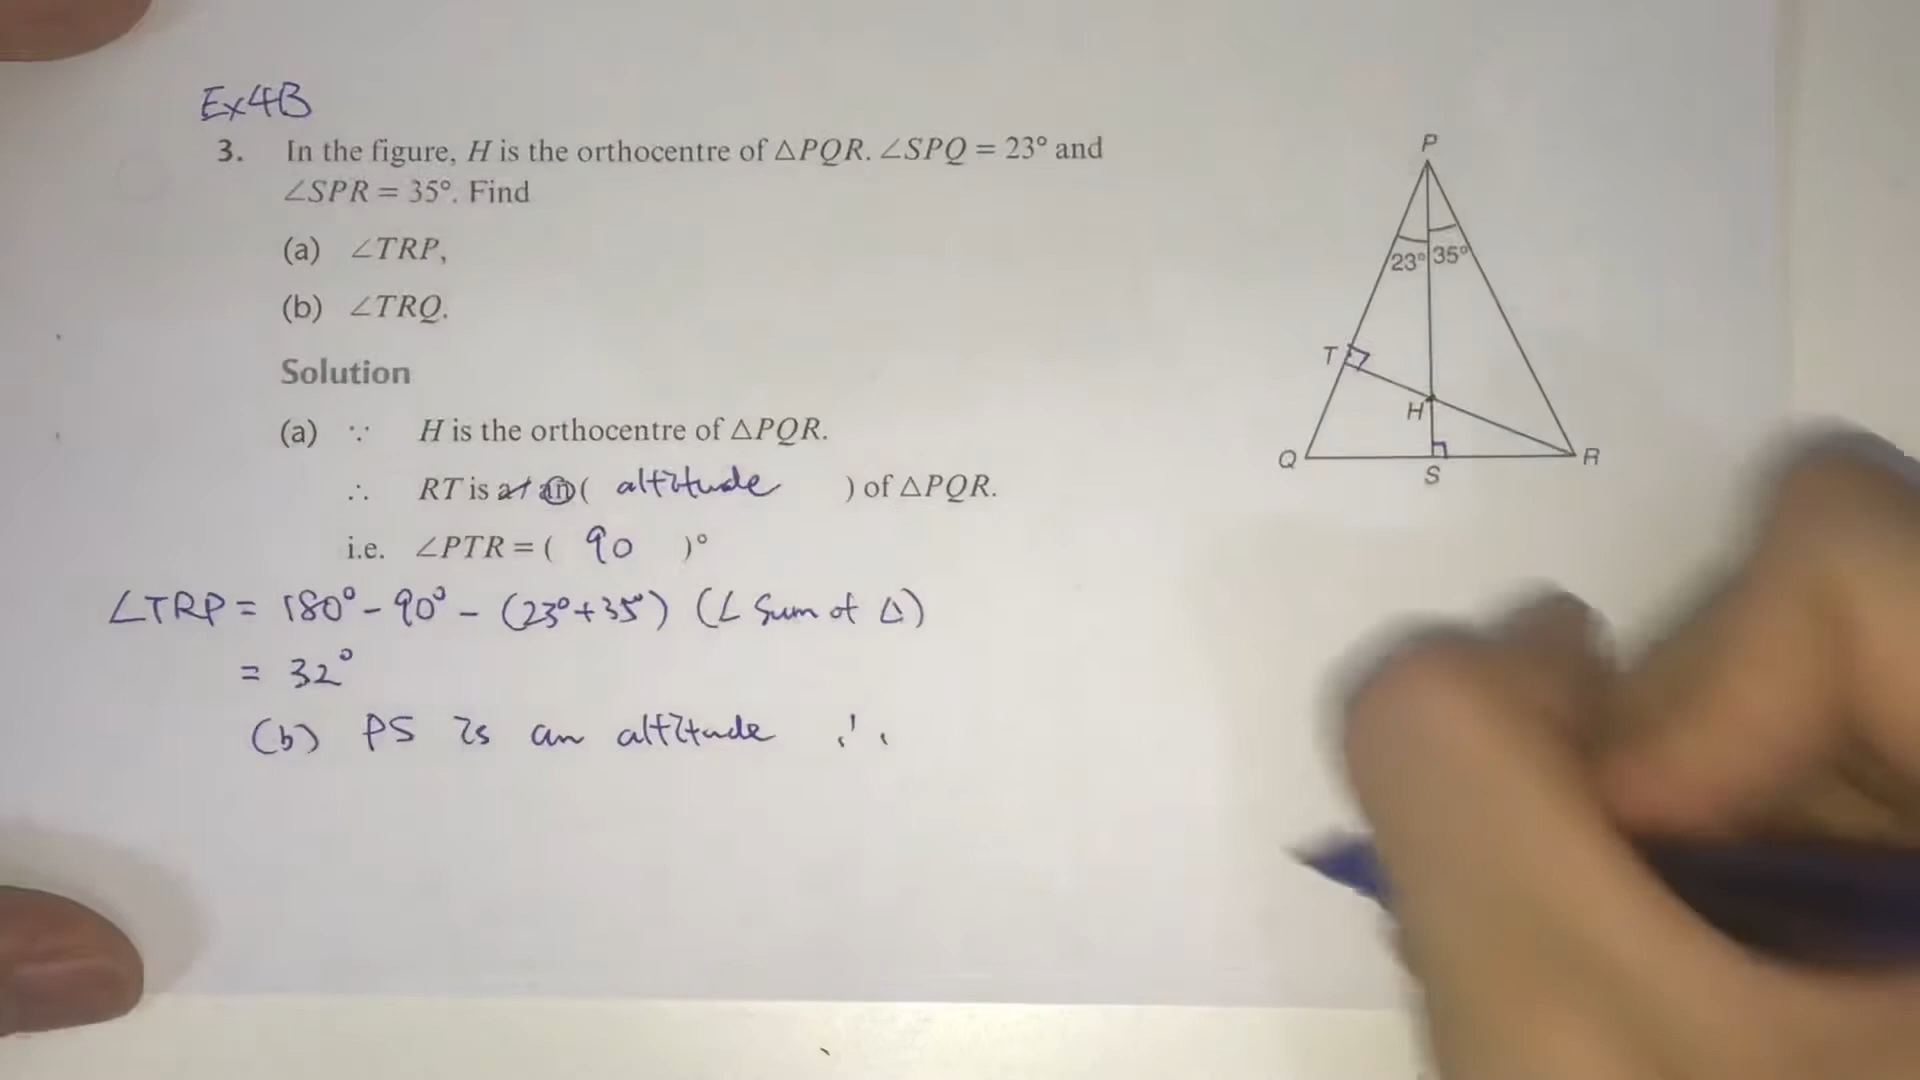 Ex4B
3. In the figure, H is the orthocentre of △PQR. ∠SPQ = 23° and
∠SPR = 35°. Find
(a) ∠TRP,
(b) ∠TRQ.
Solution
(a) ∵ H is the orthocentre of △PQR.
∴ RT is a/an ( altitude ) of △PQR.
i.e. ∠PTR = ( 90 )°
∠TRP = 180° - 90° - (23° + 35°) (∠ sum of △)
= 32°
(b) PS is an altitude ∴
P
23° 35°
T
H
Q
R
S